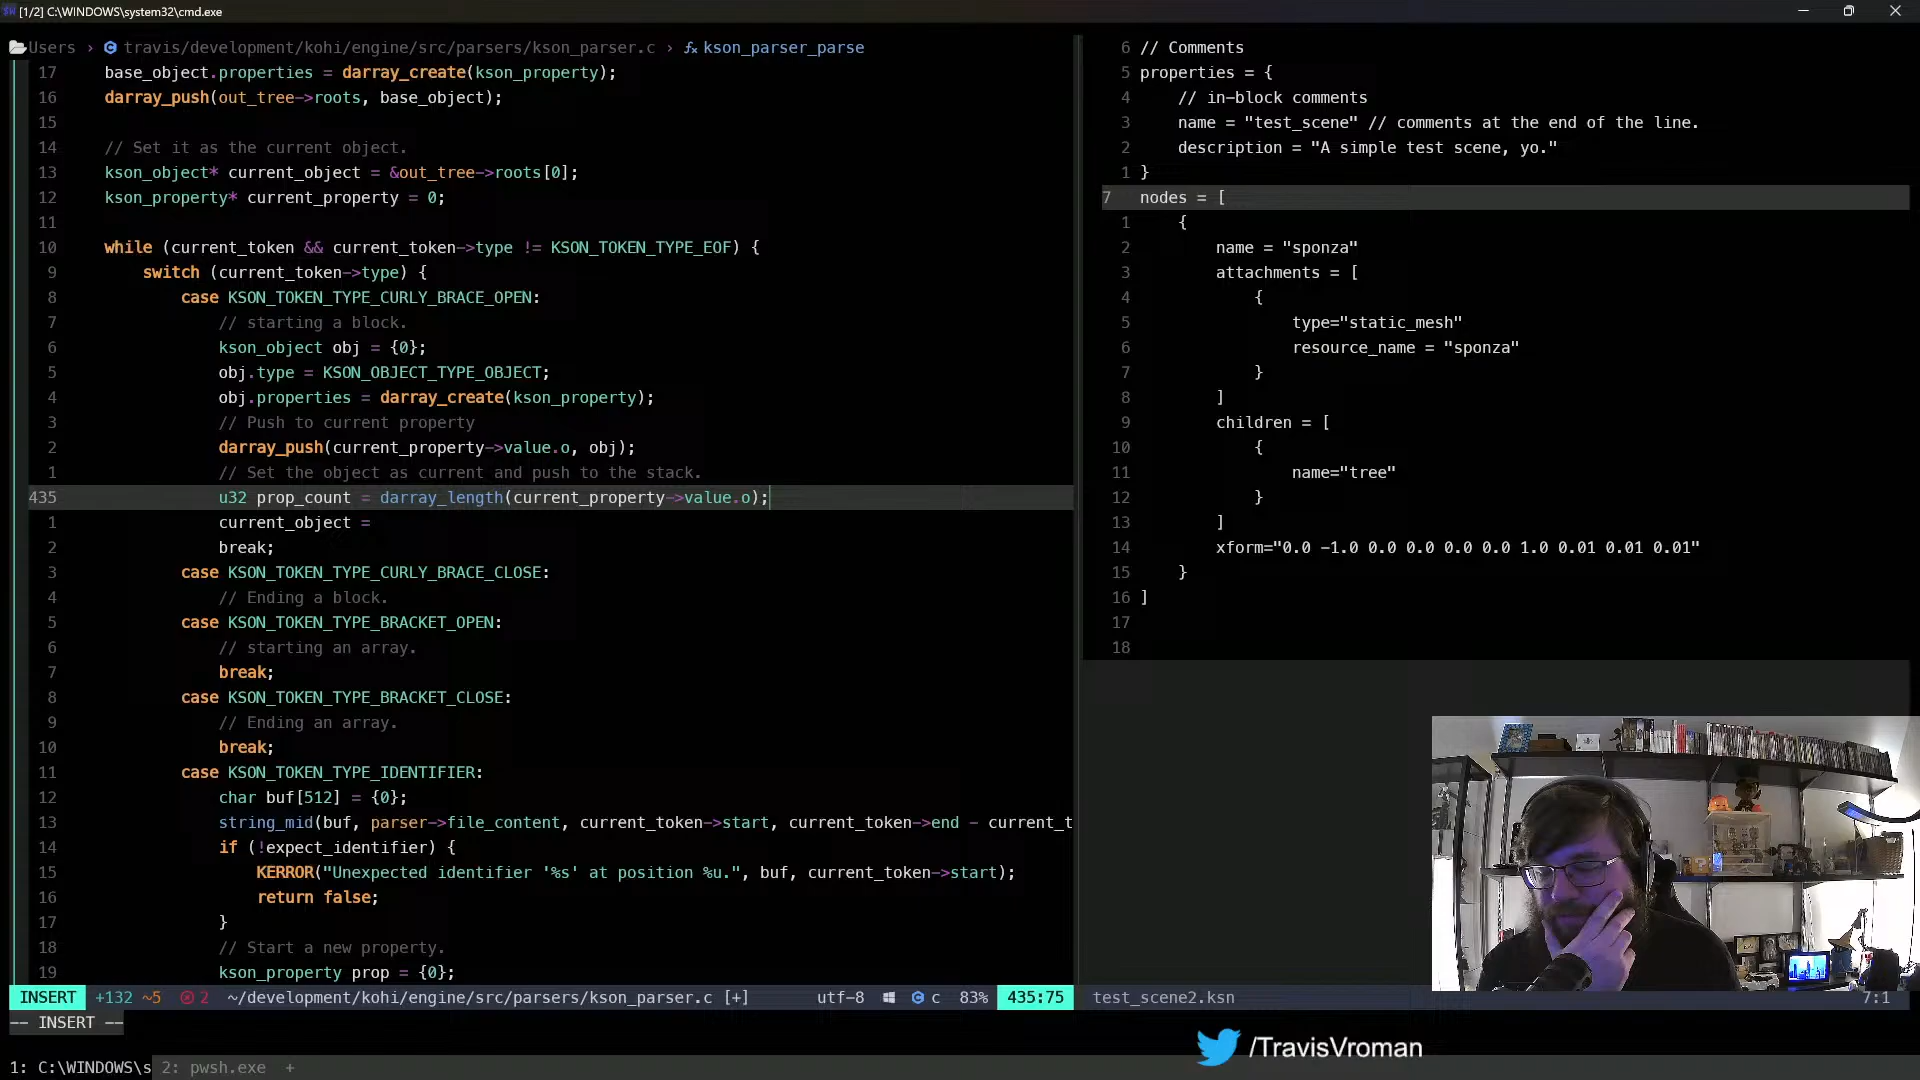 [1/2] C:\WINDOWS\system32\cmd.exe
Users › travis/development/kohi/engine/src/parsers/kson_parser.c › fx kson_parser_parse
17 base_object.properties = darray_create(kson_property);
16 darray_push(out_tree->roots, base_object);
15
14 // Set it as the current object.
13 kson_object* current_object = &out_tree->roots[0];
12 kson_property* current_property = 0;
11
10 while (current_token && current_token->type != KSON_TOKEN_TYPE_EOF) {
9 switch (current_token->type) {
8 case KSON_TOKEN_TYPE_CURLY_BRACE_OPEN:
7 // starting a block.
6 kson_object obj = {0};
5 obj.type = KSON_OBJECT_TYPE_OBJECT;
4 obj.properties = darray_create(kson_property);
3 // Push to current property
2 darray_push(current_property->value.o, obj);
1 // Set the object as current and push to the stack.
435 u32 prop_count = darray_length(current_property->value.o);
1 current_object =
2 break;
3 case KSON_TOKEN_TYPE_CURLY_BRACE_CLOSE:
4 // Ending a block.
5 case KSON_TOKEN_TYPE_BRACKET_OPEN:
6 // starting an array.
7 break;
8 case KSON_TOKEN_TYPE_BRACKET_CLOSE:
9 // Ending an array.
10 break;
11 case KSON_TOKEN_TYPE_IDENTIFIER:
12 char buf[512] = {0};
13 string_mid(buf, parser->file_content, current_token->start, current_token->end - current_t
14 if (!expect_identifier) {
15 KERROR("Unexpected identifier '%s' at position %u.", buf, current_token->start);
16 return false;
17 }
18 // Start a new property.
19 kson_property prop = {0};
INSERT +132 ~5 2 ~/development/kohi/engine/src/parsers/kson_parser.c [+] utf-8 c 83% 435:75
-- INSERT --
1: C:\WINDOWS\s 2: pwsh.exe +
6 // Comments
5 properties = {
4 // in-block comments
3 name = "test_scene" // comments at the end of the line.
2 description = "A simple test scene, yo."
1 }
7 nodes = [
1 {
2 name = "sponza"
3 attachments = [
4 {
5 type="static_mesh"
6 resource_name = "sponza"
7 }
8 ]
9 children = [
10 {
11 name="tree"
12 }
13 ]
14 xform="0.0 -1.0 0.0 0.0 0.0 0.0 1.0 0.01 0.01 0.01"
15 }
16 ]
17
18
test_scene2.ksn 7:1
/TravisVroman